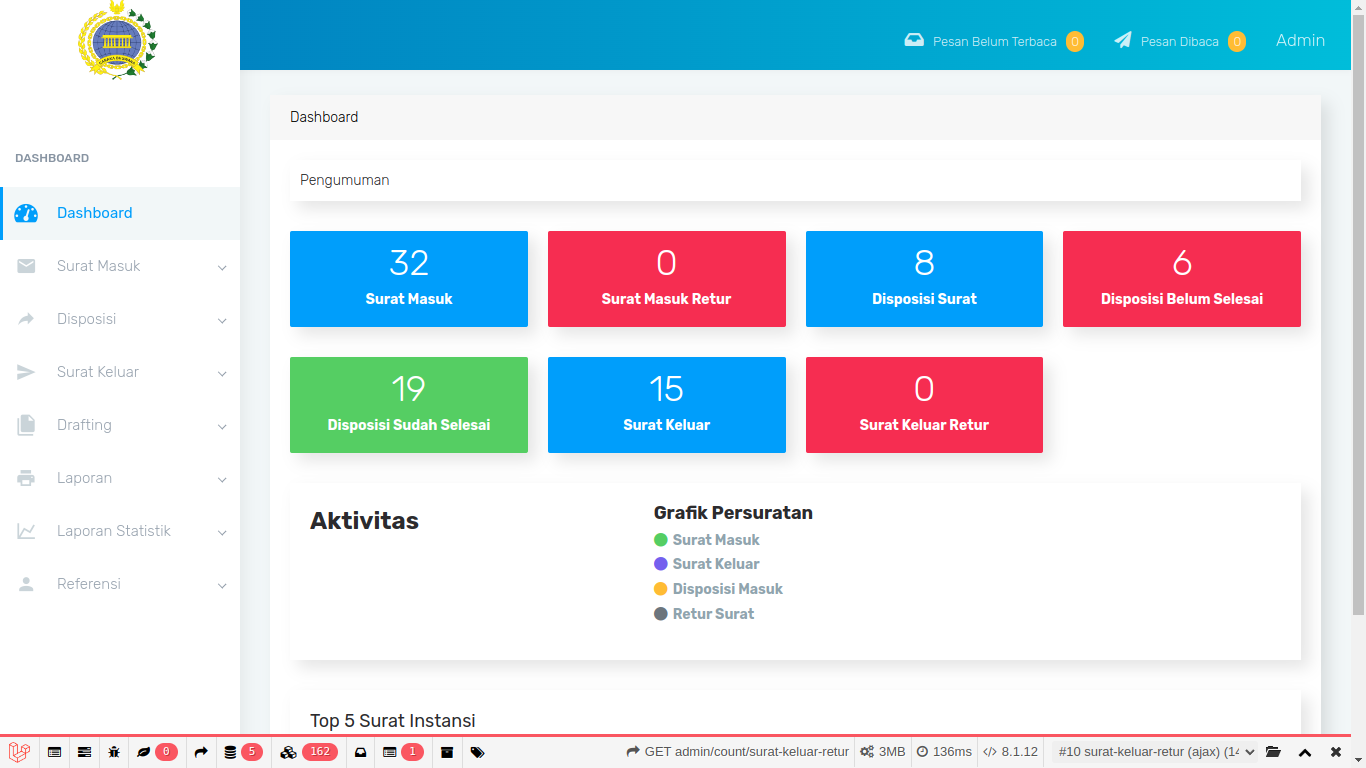 Pesan Belum Terbaca 0 Pesan Dibaca 0 Admin
DASHBOARD
Dashboard
Surat Masuk
Disposisi
Surat Keluar
Drafting
Laporan
Laporan Statistik
Referensi
Dashboard
Pengumuman
32
Surat Masuk
0
Surat Masuk Retur
8
Disposisi Surat
6
Disposisi Belum Selesai
19
Disposisi Sudah Selesai
15
Surat Keluar
0
Surat Keluar Retur
Aktivitas
Grafik Persuratan
Surat Masuk
Surat Keluar
Disposisi Masuk
Retur Surat
Top 5 Surat Instansi
0 5 162 1 GET admin/count/surat-keluar-retur 3MB 136ms 8.1.12 #10 surat-keluar-retur (ajax) (14